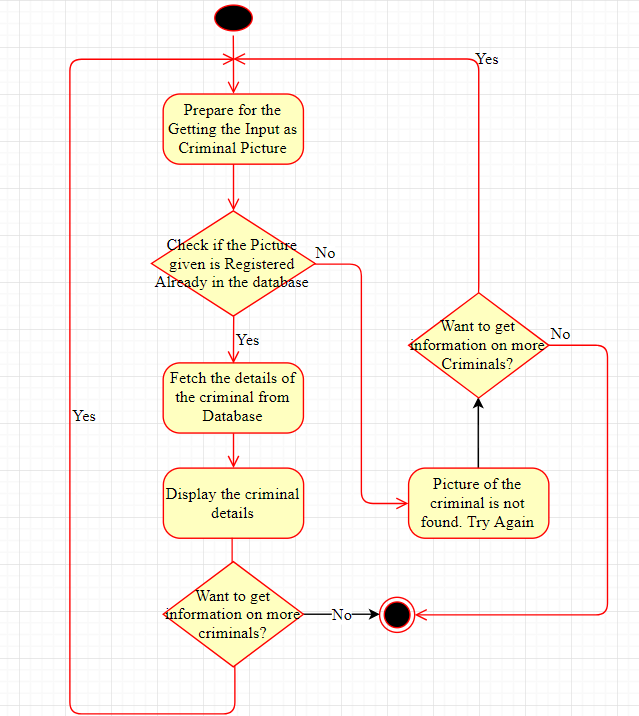 Yes
Prepare for the
Getting the Input as
Criminal Picture
Check if the Picture
given is Registered
Already in the database
No
Yes
Fetch the details of
the criminal from
Database
Want to get
information on more
Criminals?
No
Yes
Display the criminal
details
Picture of the
criminal is not
found. Try Again
Want to get
information on more
criminals?
No